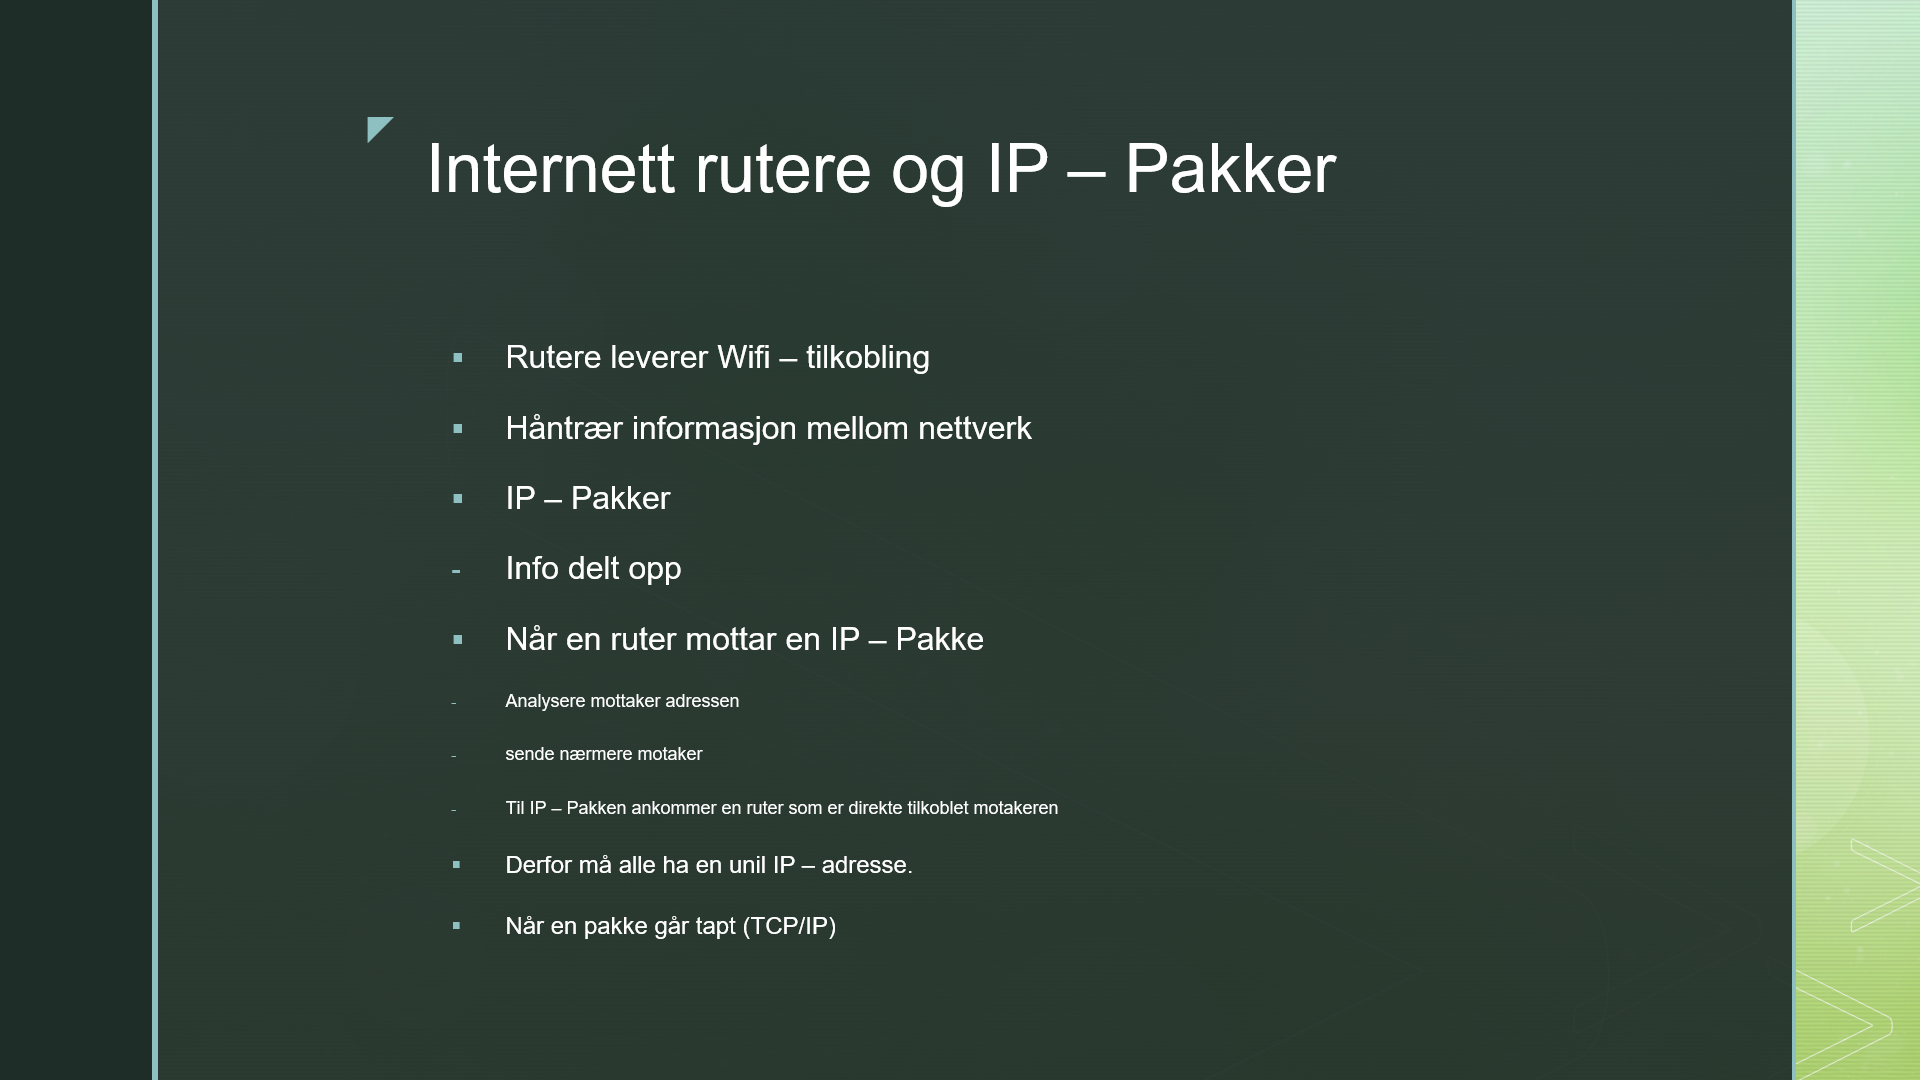 Internett rutere og IP – Pakker
Rutere leverer Wifi – tilkobling
Håntrær informasjon mellom nettverk
IP – Pakker
- Info delt opp
Når en ruter mottar en IP – Pakke
- Analysere mottaker adressen
- sende nærmere motaker
- Til IP – Pakken ankommer en ruter som er direkte tilkoblet motakeren
Derfor må alle ha en unil IP – adresse.
Når en pakke går tapt (TCP/IP)